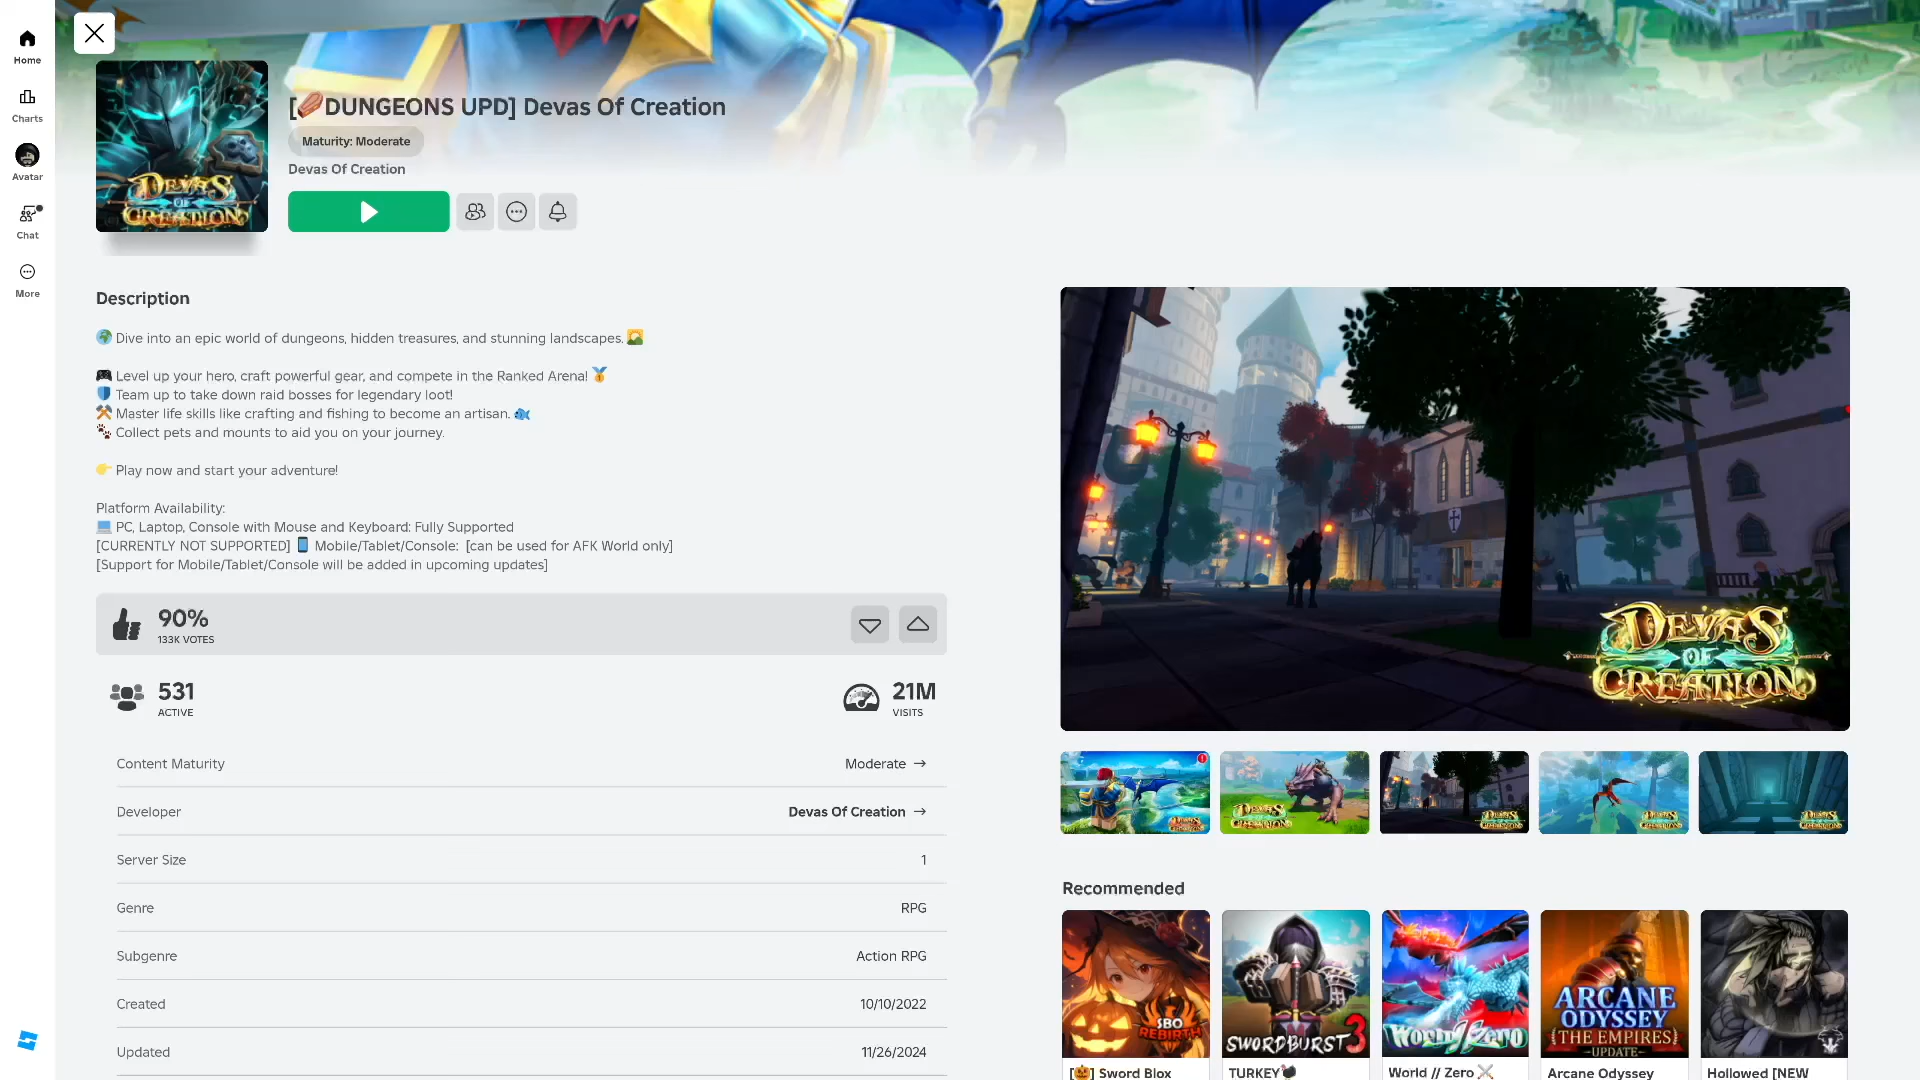 Home
Charts
Avatar
Chat
More
[🥓DUNGEONS UPD] Devas Of Creation
Maturity: Moderate
Devas Of Creation
DEVAS
OF
CREATION
Description
🌍 Dive into an epic world of dungeons, hidden treasures, and stunning landscapes. 🌄
🎮 Level up your hero, craft powerful gear, and compete in the Ranked Arena! 🥇
🛡️ Team up to take down raid bosses for legendary loot!
⚒️ Master life skills like crafting and fishing to become an artisan. 🐟
🐾 Collect pets and mounts to aid you on your journey.
👉 Play now and start your adventure!
Platform Availability:
💻 PC, Laptop, Console with Mouse and Keyboard: Fully Supported
[CURRENTLY NOT SUPPORTED] 📱 Mobile/Tablet/Console: [can be used for AFK World only]
[Support for Mobile/Tablet/Console will be added in upcoming updates]
90%
133K VOTES
531
ACTIVE
21M
VISITS
Content Maturity Moderate →
Developer Devas Of Creation →
Server Size 1
Genre RPG
Subgenre Action RPG
Created 10/10/2022
Updated 11/26/2024
DEVAS
OF
CREATION
Recommended
SBO
REBIRTH
SWORDBURST 3
WORLD // ZERO
ARCANE
ODYSSEY
THE EMPIRES
-UPDATE-
[🎃] Sword Blox
TURKEY🦃
World // Zero ⚔️
Arcane Odyssey
Hollowed [NEW